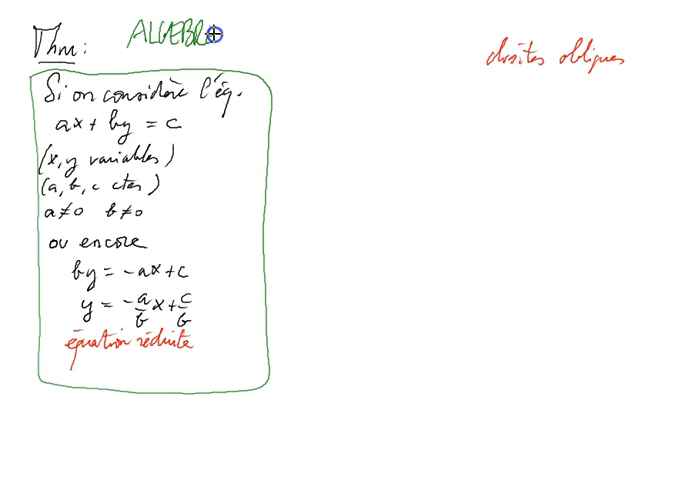 Thm: ALGEBR
droites obliques
Si on considère l'éq.
ax + by = c
(x, y variables)
(a, b, c ctes)
a≠0 b≠0
ou encore
by = -ax + c
y = -a/b x + c/b
équation réduite